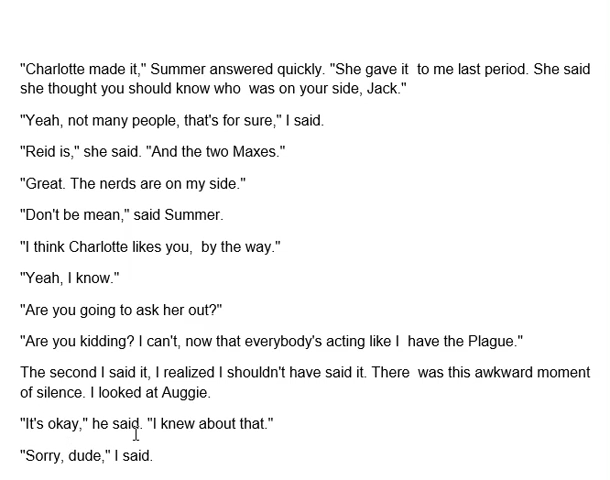 "Charlotte made it," Summer answered quickly. "She gave it  to me last period. She said
she thought you should know who  was on your side, Jack."
"Yeah, not many people, that's for sure," I said.
"Reid is," she said. "And the two Maxes."
"Great. The nerds are on my side."
"Don't be mean," said Summer.
"I think Charlotte likes you,  by the way."
"Yeah, I know."
"Are you going to ask her out?"
"Are you kidding? I can't, now that everybody's acting like I  have the Plague."
The second I said it, I realized I shouldn't have said it. There  was this awkward moment
of silence. I looked at Auggie.
"It's okay," he said. "I knew about that."
"Sorry, dude," I said.